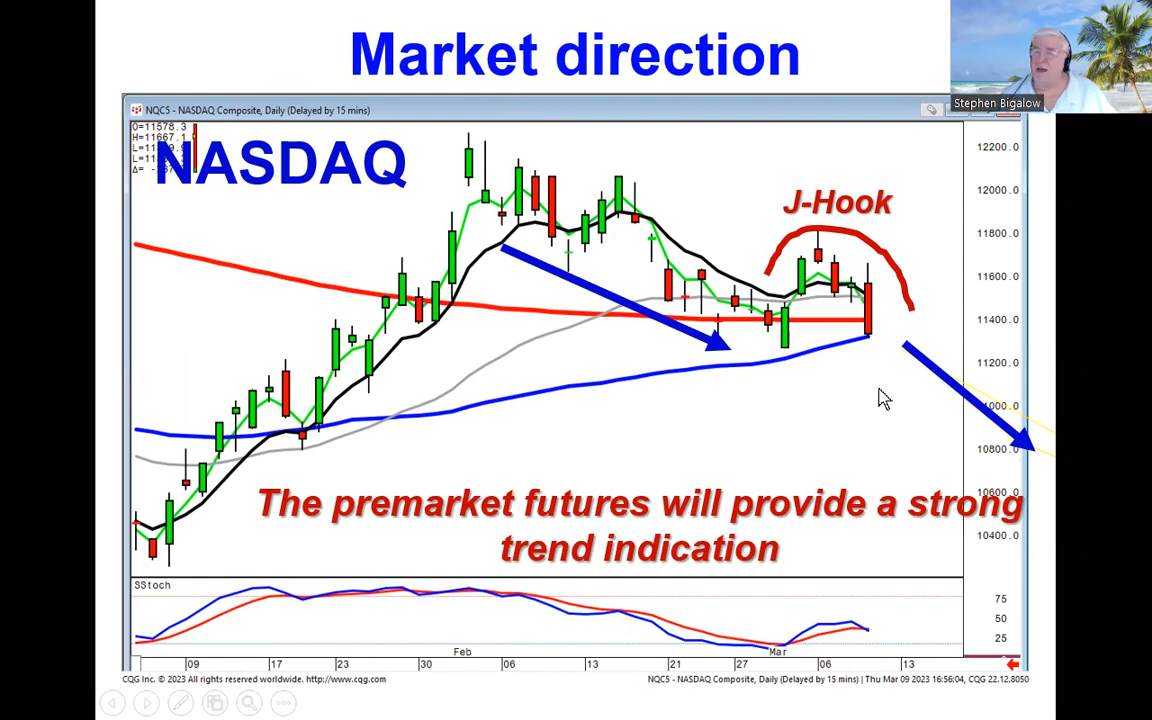 Market direction
Stephen Bigalow
NQC5 - NASDAQ Composite, Daily (Delayed by 15 mins)
O=11578.3
H=11667.1
NASDAQ
J-Hook
12200.0
12000.0
11800.0
11600.0
11400.0
11200.0
11000.0
10800.0
10600.0
10400.0
The premarket futures will provide a strong
trend indication
SStoch
75
50
25
Feb Mar
09 17 23 30 06 13 21 27 06 13
CQG Inc. © 2023 All rights reserved worldwide. http://www.cqg.com
NQC5 - NASDAQ Composite, Daily (Delayed by 15 mins) | Thu Mar 09 2023 16:56:04, CQG 22.12.8050